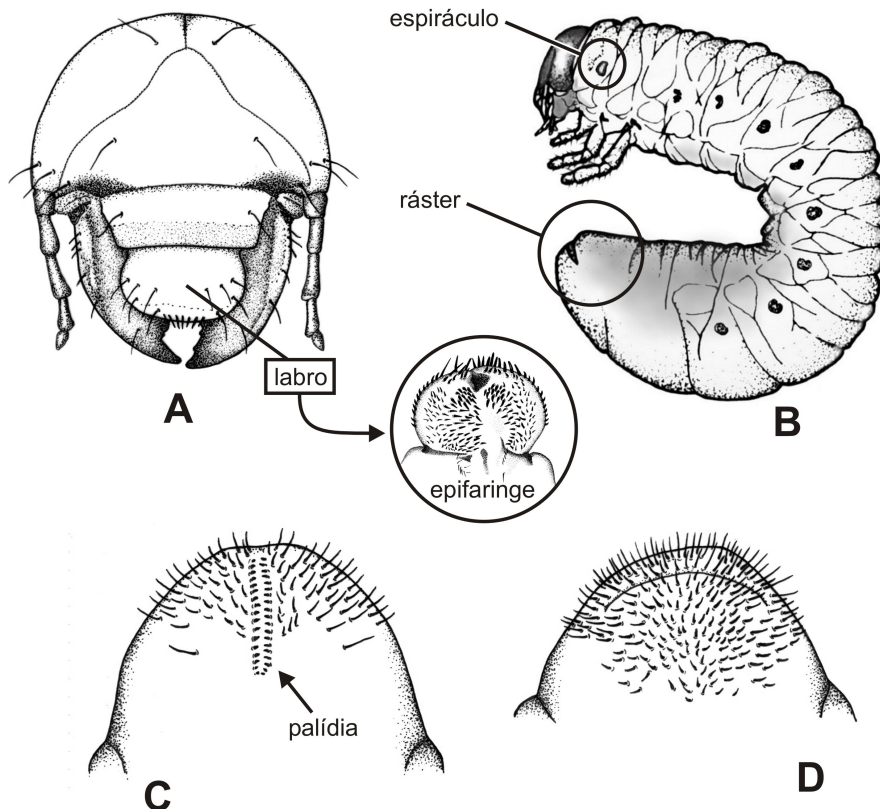 espiráculo
ráster
A
labro
B
epifaringe
palídia
C
D